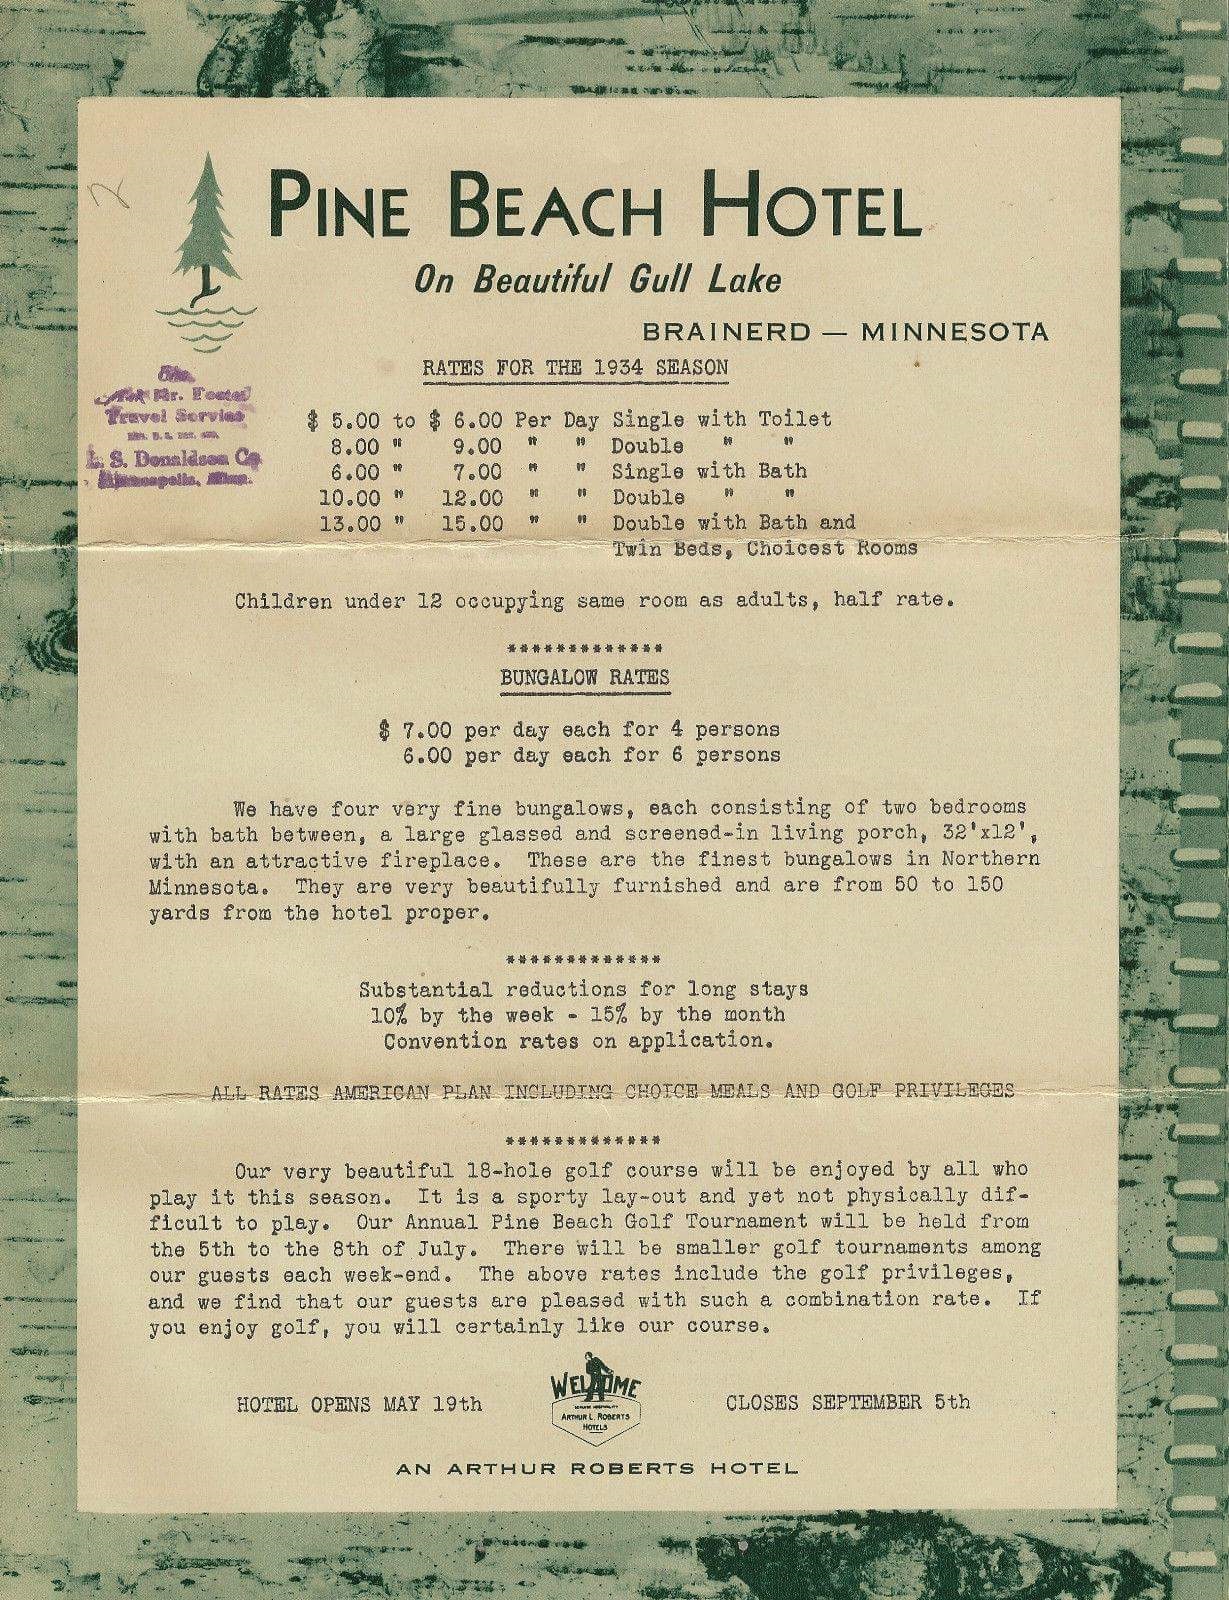 PINE BEACH HOTEL
On Beautiful Gull Lake
BRAINERD — MINNESOTA
RATES FOR THE 1934 SEASON
Mr. Foster
Travel Service
L. S. Donaldson Co
Minneapolis, Minn.
$ 5.00 to $ 6.00 Per Day Single with Toilet
8.00 " 9.00 " " Double " "
6.00 " 7.00 " " Single with Bath
10.00 " 12.00 " " Double " "
13.00 " 15.00 " " Double with Bath and
Twin Beds, Choicest Rooms
Children under 12 occupying same room as adults, half rate.
*************
BUNGALOW RATES
$ 7.00 per day each for 4 persons
6.00 per day each for 6 persons
We have four very fine bungalows, each consisting of two bedrooms
with bath between, a large glassed and screened-in living porch, 32'x12',
with an attractive fireplace. These are the finest bungalows in Northern
Minnesota. They are very beautifully furnished and are from 50 to 150
yards from the hotel proper.
*************
Substantial reductions for long stays
10% by the week - 15% by the month
Convention rates on application.
ALL RATES AMERICAN PLAN INCLUDING CHOICE MEALS AND GOLF PRIVILEGES
*************
Our very beautiful 18-hole golf course will be enjoyed by all who
play it this season. It is a sporty lay-out and yet not physically dif-
ficult to play. Our Annual Pine Beach Golf Tournament will be held from
the 5th to the 8th of July. There will be smaller golf tournaments among
our guests each week-end. The above rates include the golf privileges,
and we find that our guests are pleased with such a combination rate. If
you enjoy golf, you will certainly like our course.
WELCOME
ARTHUR L. ROBERTS
HOTELS
HOTEL OPENS MAY 19th CLOSES SEPTEMBER 5th
AN ARTHUR ROBERTS HOTEL